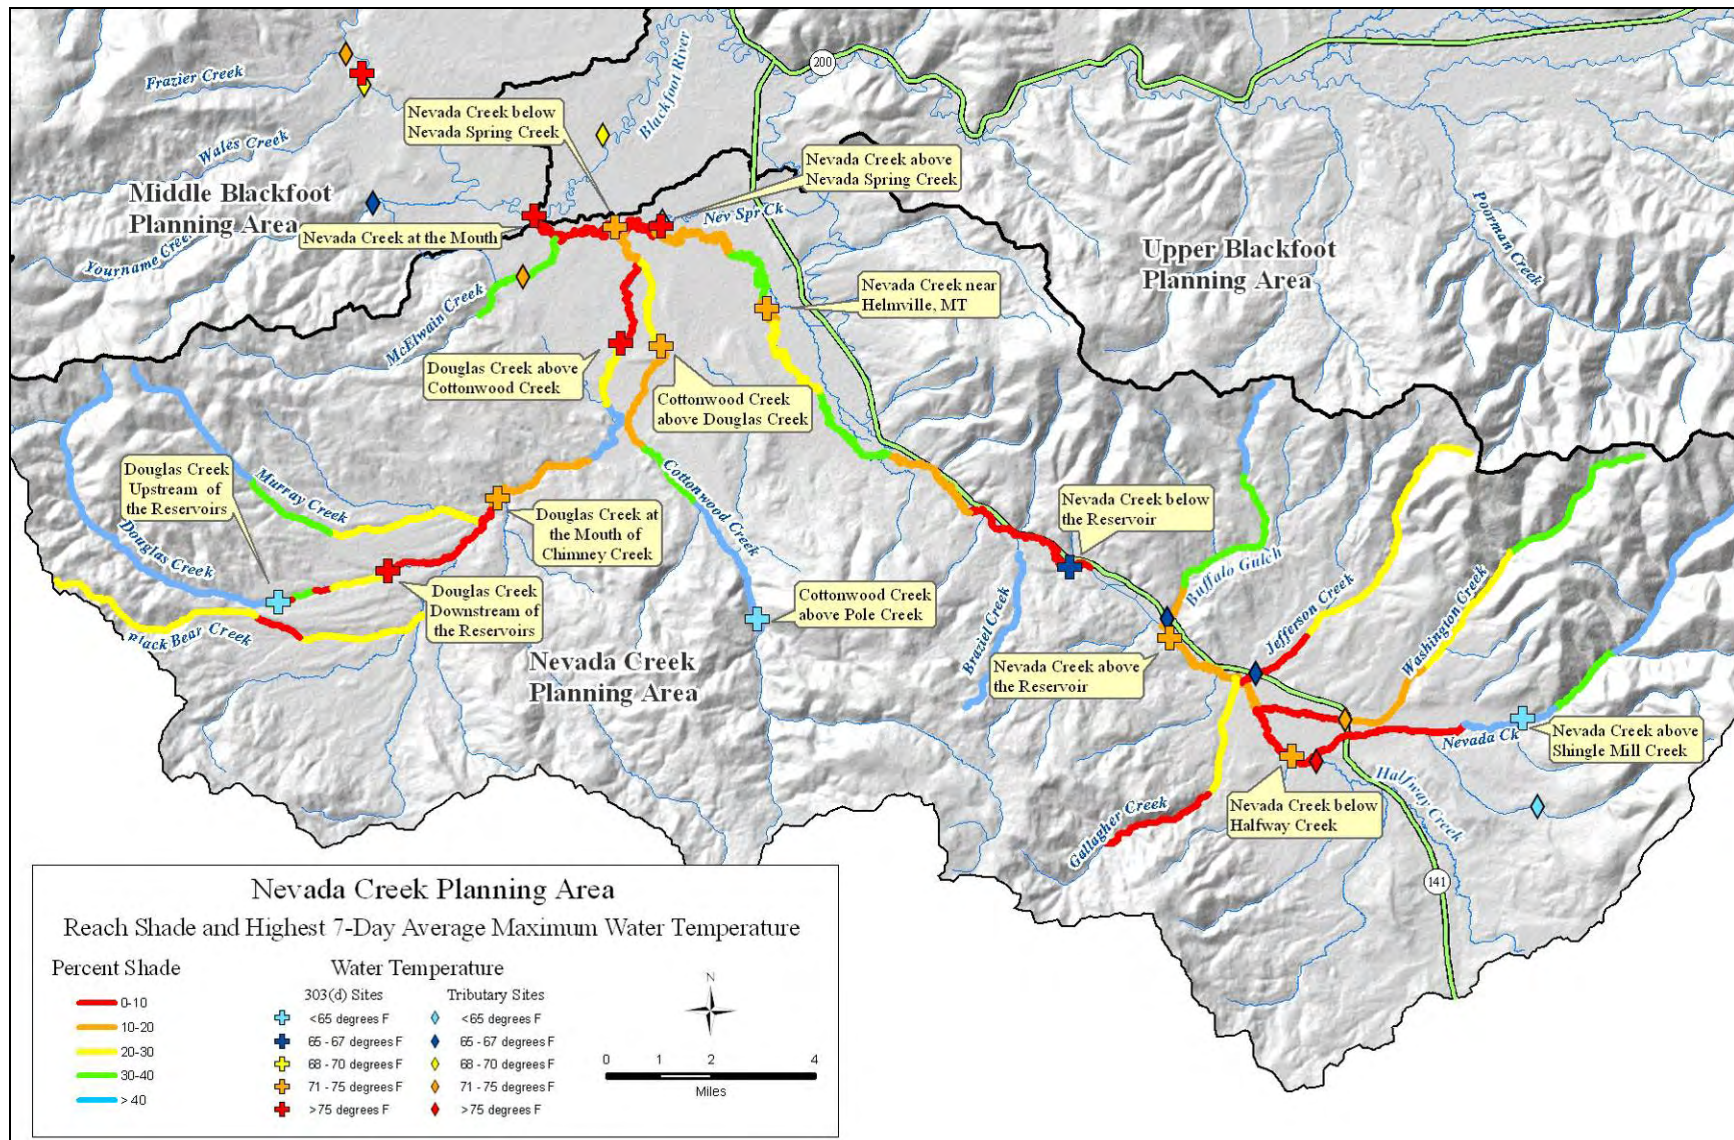 Frazier Creek
Wales Creek
Middle Blackfoot
Planning Area
Yourname Creek
Nevada Creek below
Nevada Spring Creek
Blackfoot River
200
Nevada Creek above
Nevada Spring Creek
Nev Spr Ck
Nevada Creek at the Mouth
McElwain Creek
Upper Blackfoot
Planning Area
Poorman Creek
Nevada Creek near
Helmville, MT
Douglas Creek above
Cottonwood Creek
Cottonwood Creek
above Douglas Creek
Douglas Creek
Upstream of
the Reservoirs
Murray Creek
Douglas Creek
Cottonwood Creek
Douglas Creek at
the Mouth of
Chimney Creek
Nevada Creek below
the Reservoir
Douglas Creek
Downstream of
the Reservoirs
Black Bear Creek
Cottonwood Creek
above Pole Creek
Nevada Creek
Planning Area
Braziel Creek
Buffalo Gulch
Nevada Creek above
the Reservoir
Jefferson Creek
Washington Creek
Nevada Ck
Nevada Creek above
Shingle Mill Creek
Halfway Creek
Nevada Creek below
Halfway Creek
Gallagher Creek
141
Nevada Creek Planning Area
Reach Shade and Highest 7-Day Average Maximum Water Temperature
Percent Shade
0-10
10-20
20-30
30-40
> 40
Water Temperature
303(d) Sites
<65 degrees F
65 - 67 degrees F
68 - 70 degrees F
71 - 75 degrees F
>75 degrees F
Tributary Sites
<65 degrees F
65 - 67 degrees F
68 - 70 degrees F
71 - 75 degrees F
>75 degrees F
N
0 1 2 4
Miles